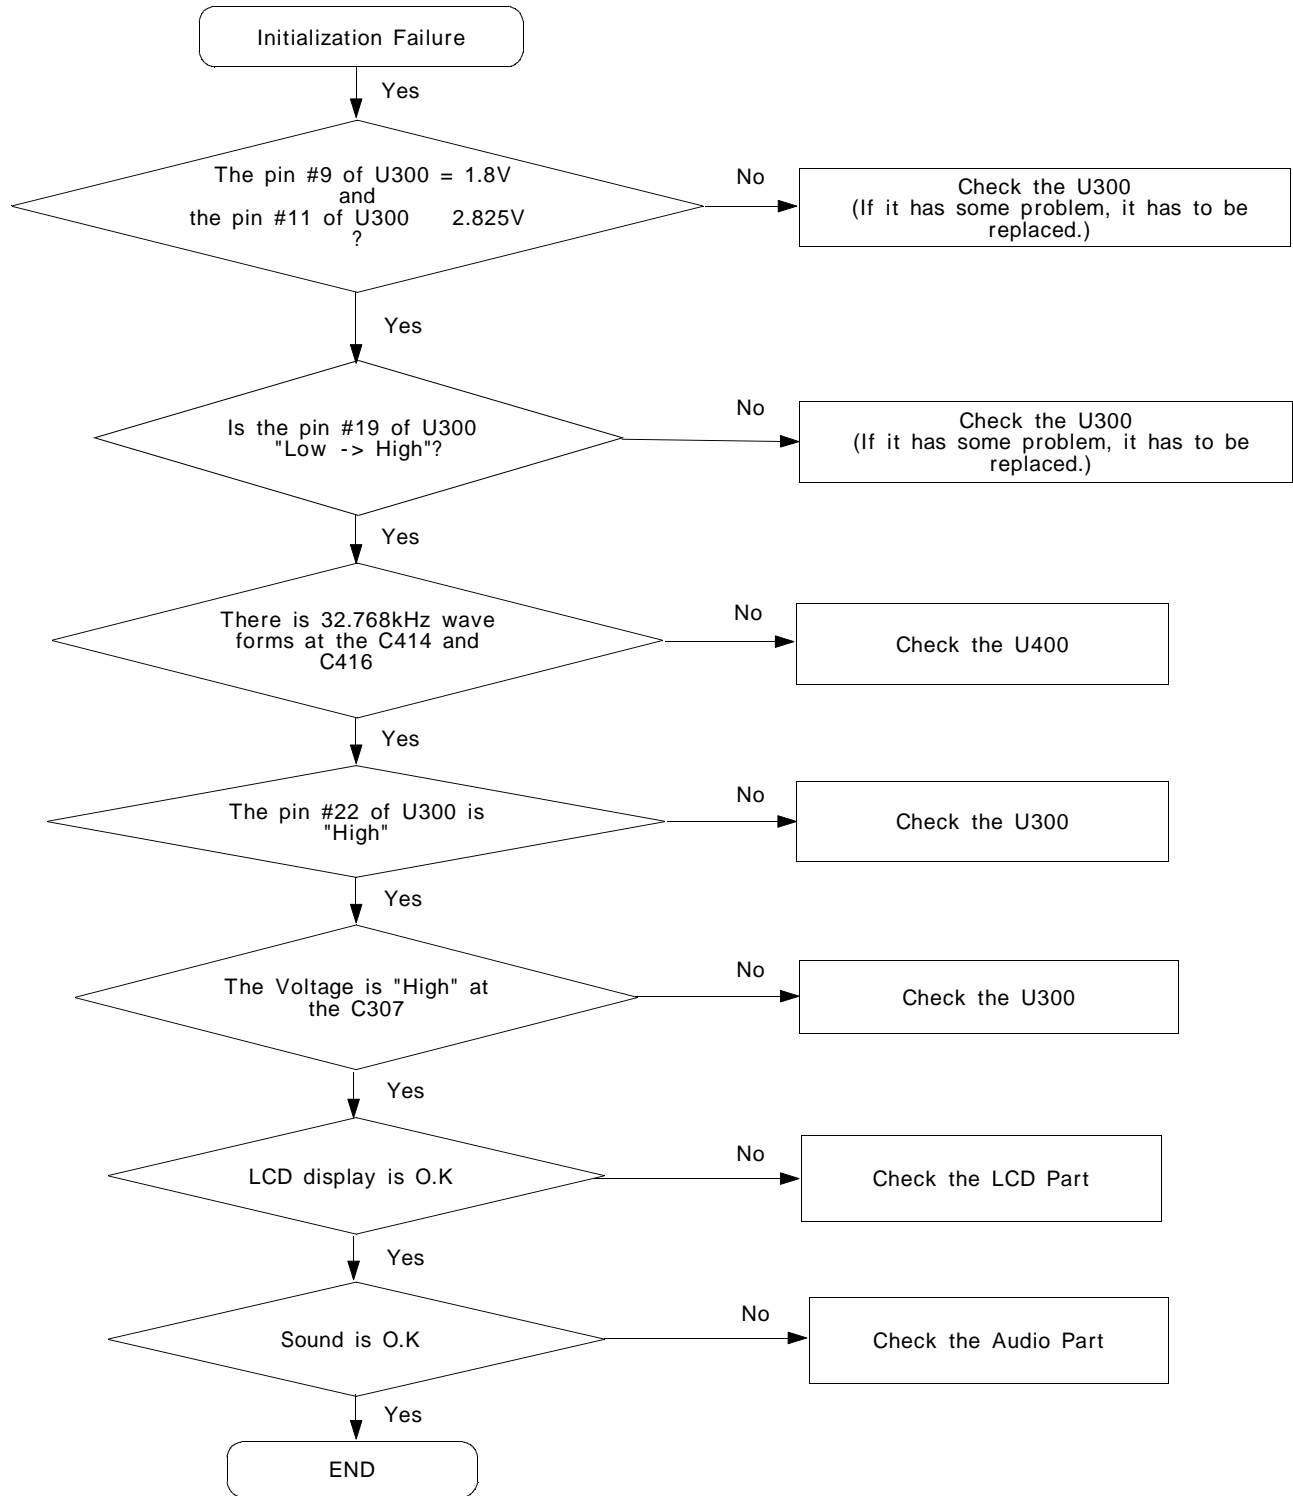 Initialization Failure
Yes
The pin #9 of U300 = 1.8V
and
the pin #11 of U300 2.825V
?
No
Check the U300
(If it has some problem, it has to be
replaced.)
Yes
Is the pin #19 of U300
"Low -> High"?
No
Check the U300
(If it has some problem, it has to be
replaced.)
Yes
There is 32.768kHz wave
forms at the C414 and
C416
No
Check the U400
Yes
The pin #22 of U300 is
"High"
No
Check the U300
Yes
The Voltage is "High" at
the C307
No
Check the U300
Yes
LCD display is O.K
No
Check the LCD Part
Yes
Sound is O.K
No
Check the Audio Part
Yes
END